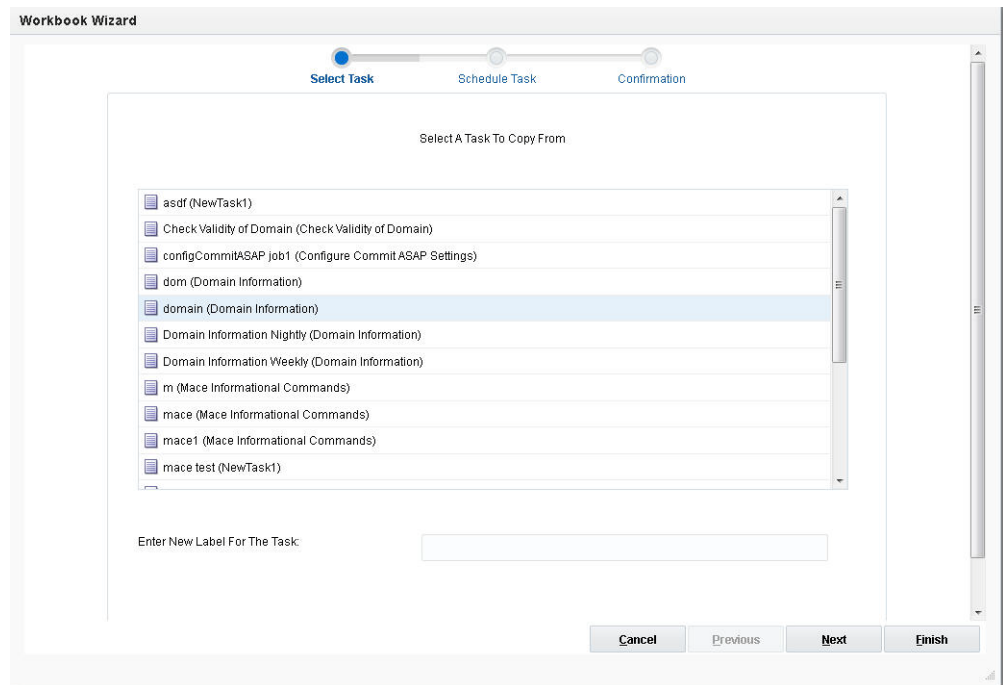 Workbook Wizard
Select Task
Schedule Task
Confirmation
Select A Task To Copy From
asdf (NewTask1)
Check Validity of Domain (Check Validity of Domain)
configCommitASAP job1 (Configure Commit ASAP Settings)
dom (Domain Information)
domain (Domain Information)
Domain Information Nightly (Domain Information)
Domain Information Weekly (Domain Information)
m (Mace Informational Commands)
mace (Mace Informational Commands)
mace1 (Mace Informational Commands)
mace test (NewTask1)
Enter New Label For The Task:
Cancel
Previous
Next
Finish